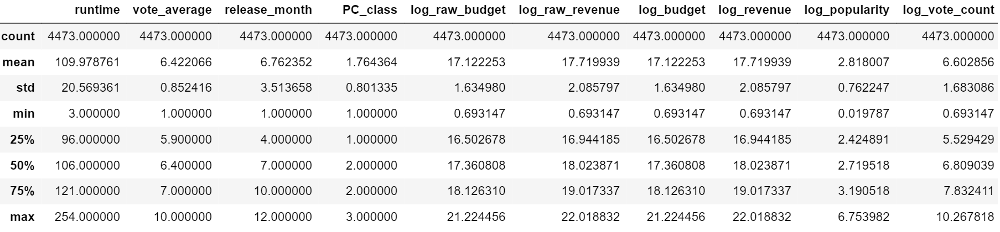 runtime vote_average release_month PC_class log_raw_budget log_raw_revenue log_budget log_revenue log_popularity log_vote_count
count 4473.000000 4473.000000 4473.000000 4473.000000 4473.000000 4473.000000 4473.000000 4473.000000 4473.000000 4473.000000
mean 109.978761 6.422066 6.762352 1.764364 17.122253 17.719939 17.122253 17.719939 2.818007 6.602856
std 20.569361 0.852416 3.513658 0.801335 1.634980 2.085797 1.634980 2.085797 0.762247 1.683086
min 3.000000 1.000000 1.000000 1.000000 0.693147 0.693147 0.693147 0.693147 0.019787 0.693147
25% 96.000000 5.900000 4.000000 1.000000 16.502678 16.944185 16.502678 16.944185 2.424891 5.529429
50% 106.000000 6.400000 7.000000 2.000000 17.360808 18.023871 17.360808 18.023871 2.719518 6.809039
75% 121.000000 7.000000 10.000000 2.000000 18.126310 19.017337 18.126310 19.017337 3.190518 7.832411
max 254.000000 10.000000 12.000000 3.000000 21.224456 22.018832 21.224456 22.018832 6.753982 10.267818